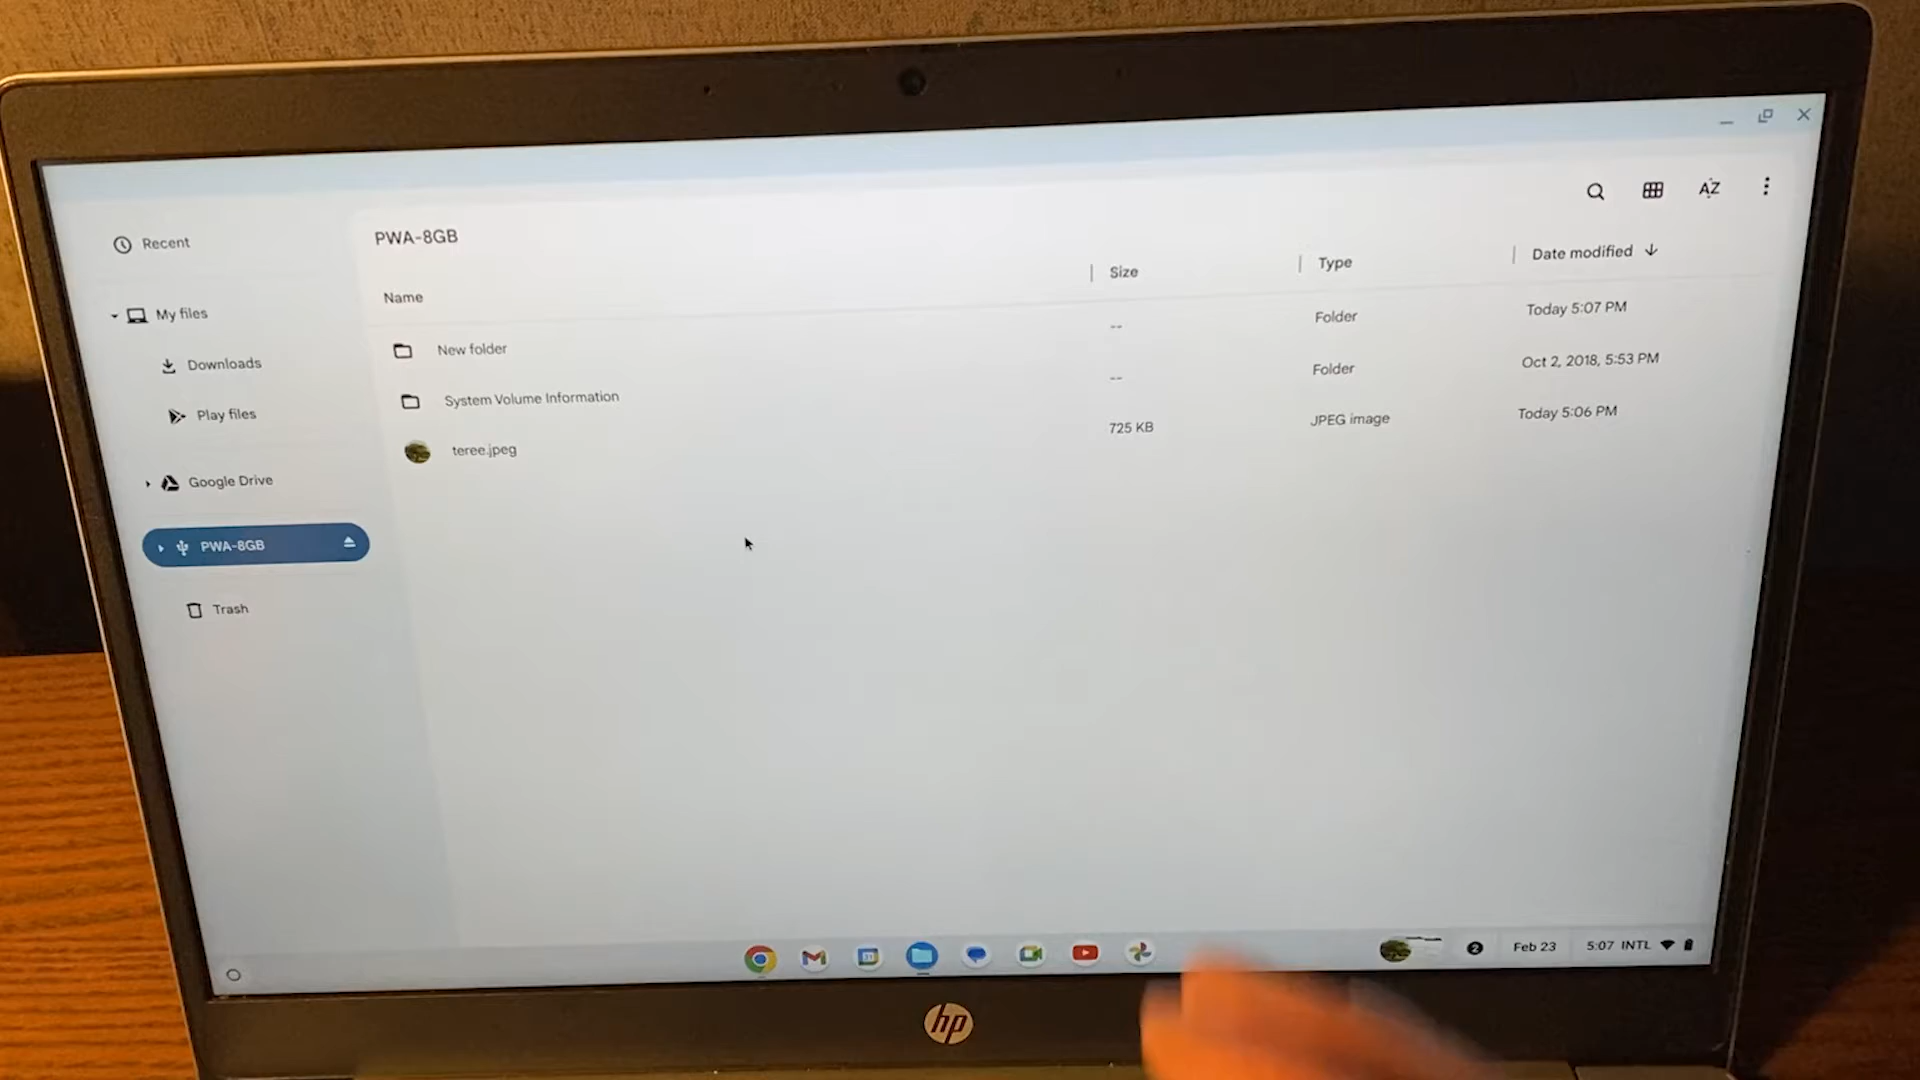 Recent
My files
Downloads
Play files
Google Drive
PWA-8GB
Trash
PWA-8GB
AZ
Name
Size
Type
Date modified
New folder
--
Folder
Today 5:07 PM
System Volume Information
--
Folder
Oct 2, 2018, 5:53 PM
teree.jpeg
725 KB
JPEG image
Today 5:06 PM
2
Feb 23
5:07 INTL
hp